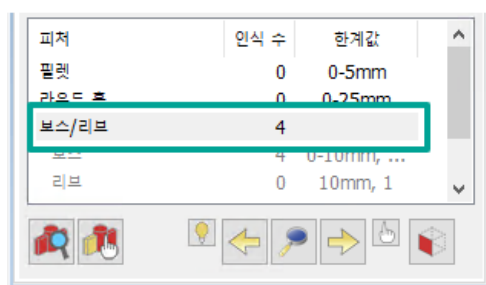 피처 인식 수 한계값
필렛 0 0-5mm
라운드 홀 0 0-25mm
보스/리브 4
보스 4 0-10mm, ...
리브 0 10mm, 1